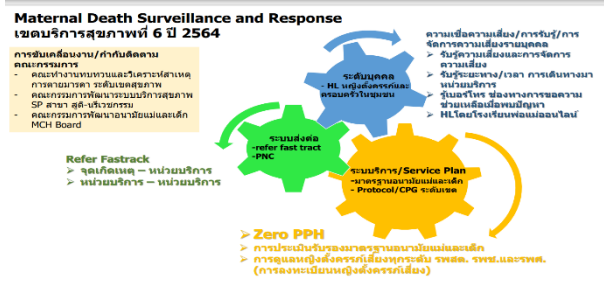 Maternal Death Surveillance and Response
เขตบริการสุขภาพที่ 6 ปี 2564
การขับเคลื่อนงาน/กำกับติดตาม
คณะกรรมการ
- คณะทำงานทบทวนและวิเคราะห์สาเหตุ
การตายมารดา ระดับเขตสุขภาพ
- คณะกรรมการพัฒนาระบบบริการสุขภาพ
SP สาขา สูติ-นรีเวชกรรม
- คณะกรรมการพัฒนาอนามัยแม่และเด็ก
MCH Board
ความเชื่อความเสี่ยง/การรับรู้/การ
จัดการความเสี่ยงรายบุคคล
➤ รับรู้ความเสี่ยงและการจัดการ
ความเสี่ยง
➤ รับรู้ระยะทาง/เวลา การเดินทางมา
หน่วยบริการ
➤ รู้เบอร์โทร ช่องทางการขอความ
ช่วยเหลือเมื่อพบปัญหา
➤ HLโดยโรงเรียนพ่อแม่ออนไลน์
ระดับบุคคล
- HL หญิงตั้งครรภ์และ
ครอบครัวในชุมชน
ระบบส่งต่อ
-refer fast tract
-PNC
ระบบบริการ/Service Plan
-มาตรฐานอนามัยแม่และเด็ก
- Protocol/CPG ระดับเขต
Refer Fastrack
➤ จุดเกิดเหตุ – หน่วยบริการ
➤ หน่วยบริการ – หน่วยบริการ
➤ Zero PPH
➤ การประเมินรับรองมาตรฐานอนามัยแม่และเด็ก
➤ การดูแลหญิงตั้งครรภ์เสี่ยงทุกระดับ รพสต. รพช.และรพศ.
(การลงทะเบียนหญิงตั้งครรภ์เสี่ยง)